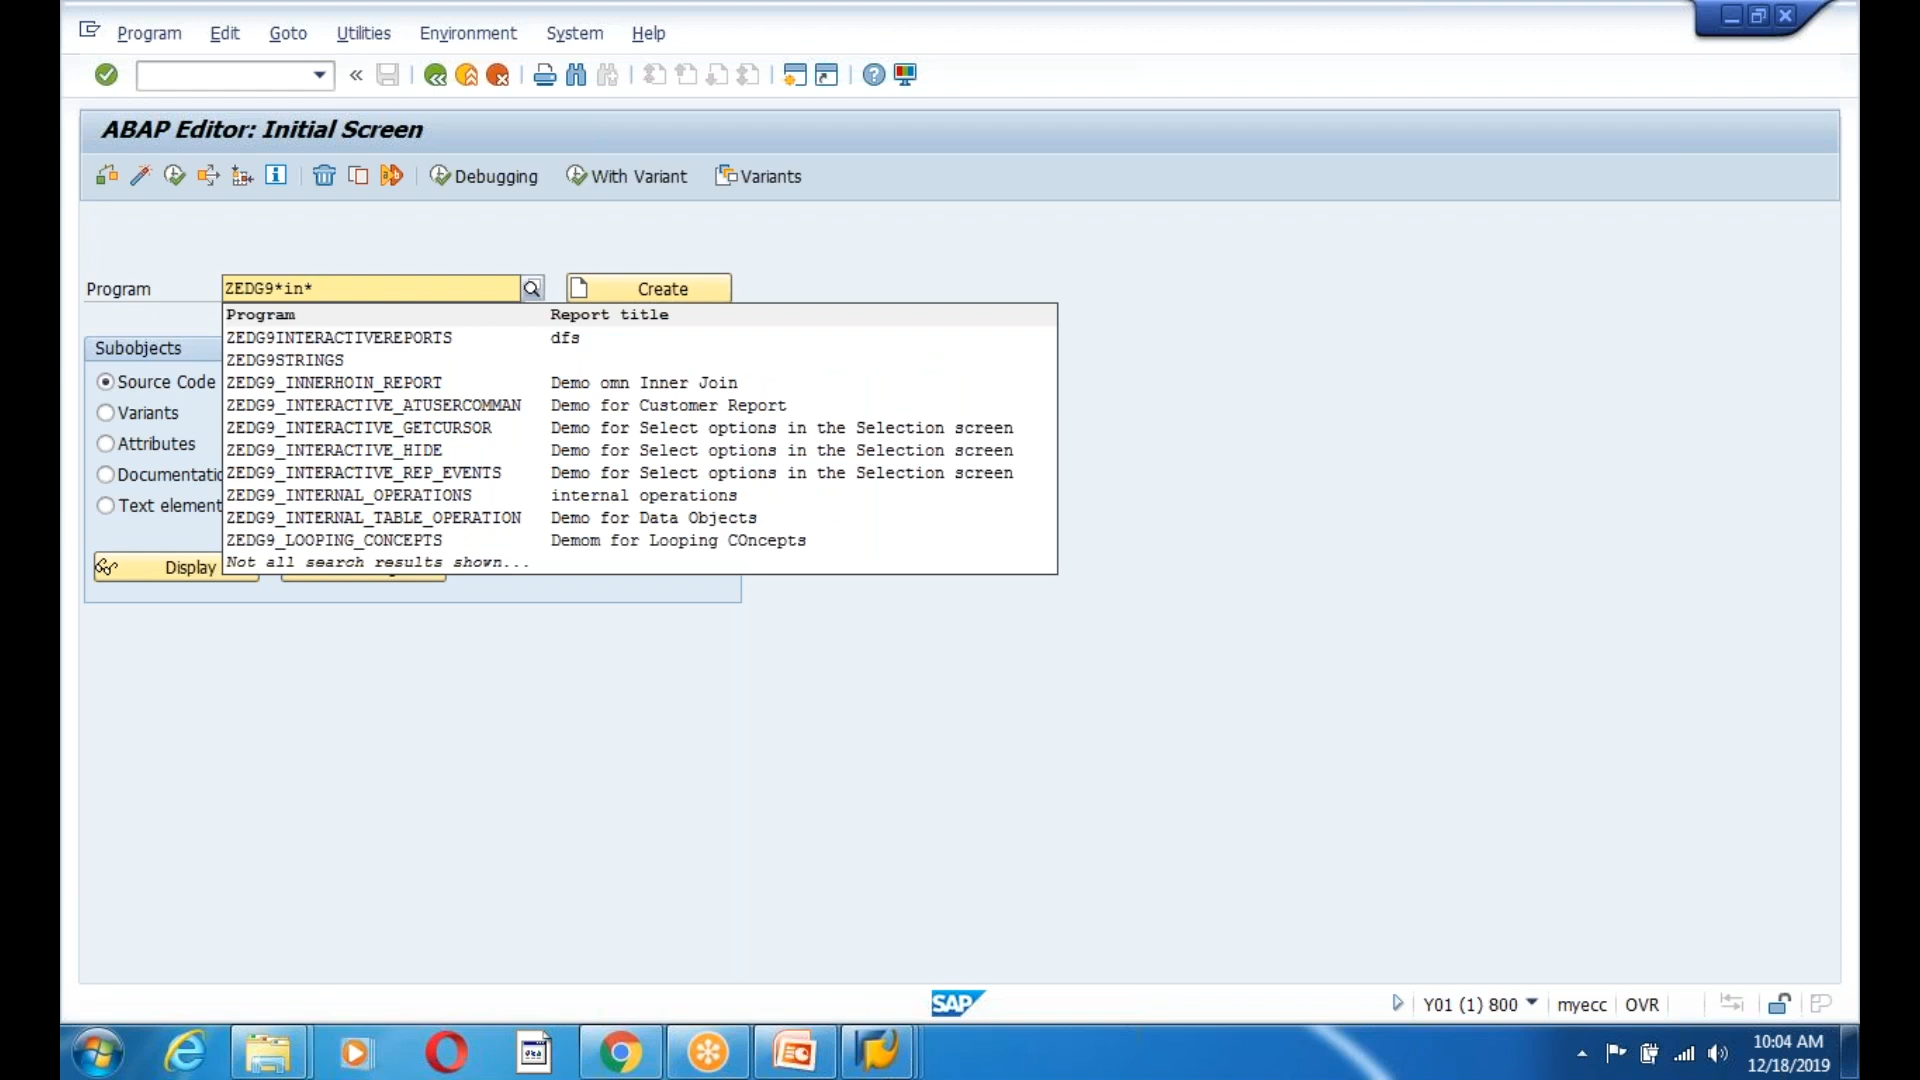 Program Edit Goto Utilities Environment System Help
ABAP Editor: Initial Screen
Debugging With Variant Variants
Program ZEDG9*in* Create
Program Report title
ZEDG9INTERACTIVEREPORTS dfs
ZEDG9STRINGS
ZEDG9_INNERHOIN_REPORT Demo omn Inner Join
ZEDG9_INTERACTIVE_ATUSERCOMMAN Demo for Customer Report
ZEDG9_INTERACTIVE_GETCURSOR Demo for Select options in the Selection screen
ZEDG9_INTERACTIVE_HIDE Demo for Select options in the Selection screen
ZEDG9_INTERACTIVE_REP_EVENTS Demo for Select options in the Selection screen
ZEDG9_INTERNAL_OPERATIONS internal operations
ZEDG9_INTERNAL_TABLE_OPERATION Demo for Data Objects
ZEDG9_LOOPING_CONCEPTS Demom for Looping COncepts
Not all search results shown...
Subobjects
Source Code
Variants
Attributes
Documentatic
Text element
Display
SAP
Y01 (1) 800 myecc OVR
10:04 AM
12/18/2019